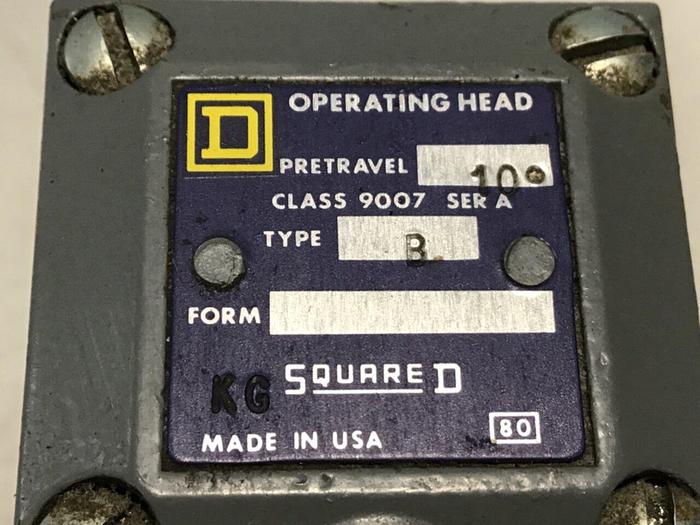 D OPERATING HEAD
PRETRAVEL 10°
CLASS 9007 SER A
TYPE B
FORM
KG SQUARE D
MADE IN USA 80